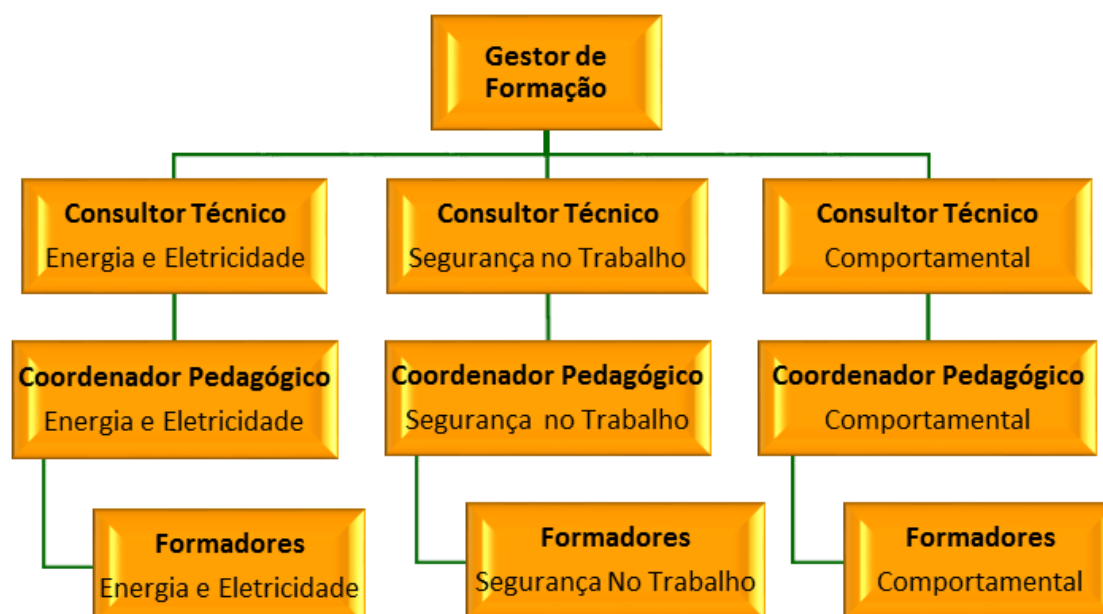 Gestor de
Formação
Consultor Técnico
Energia e Eletricidade
Consultor Técnico
Segurança no Trabalho
Consultor Técnico
Comportamental
Coordenador Pedagógico
Energia e Eletricidade
Coordenador Pedagógico
Segurança no Trabalho
Coordenador Pedagógico
Comportamental
Formadores
Energia e Eletricidade
Formadores
Segurança No Trabalho
Formadores
Comportamental